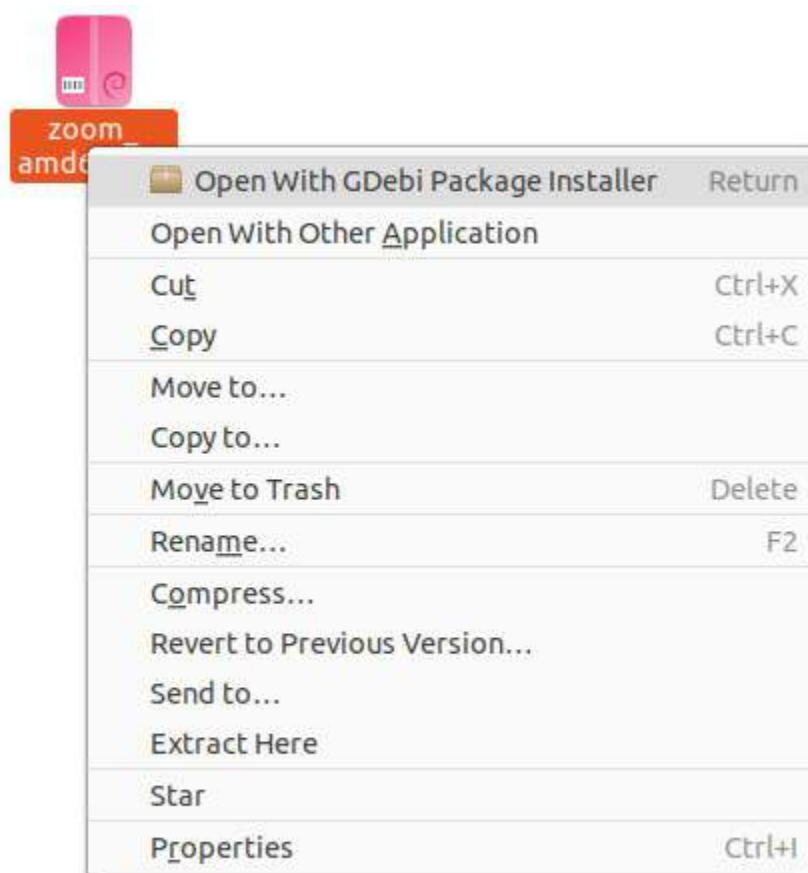 zoom_
Open With GDebi Package Installer Return
Open With Other Application
Cut Ctrl+X
Copy Ctrl+C
Move to...
Copy to...
Move to Trash Delete
Rename... F2
Compress...
Revert to Previous Version...
Send to...
Extract Here
Star
Properties Ctrl+I